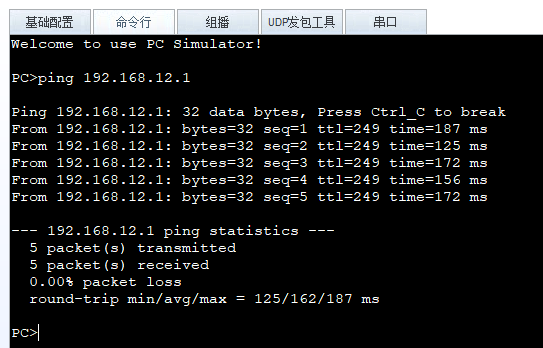 基础配置 命令行 组播 UDP发包工具 串口
Welcome to use PC Simulator!
PC>ping 192.168.12.1
Ping 192.168.12.1: 32 data bytes, Press Ctrl_C to break
From 192.168.12.1: bytes=32 seq=1 ttl=249 time=187 ms
From 192.168.12.1: bytes=32 seq=2 ttl=249 time=125 ms
From 192.168.12.1: bytes=32 seq=3 ttl=249 time=172 ms
From 192.168.12.1: bytes=32 seq=4 ttl=249 time=156 ms
From 192.168.12.1: bytes=32 seq=5 ttl=249 time=172 ms
--- 192.168.12.1 ping statistics ---
5 packet(s) transmitted
5 packet(s) received
0.00% packet loss
round-trip min/avg/max = 125/162/187 ms
PC>